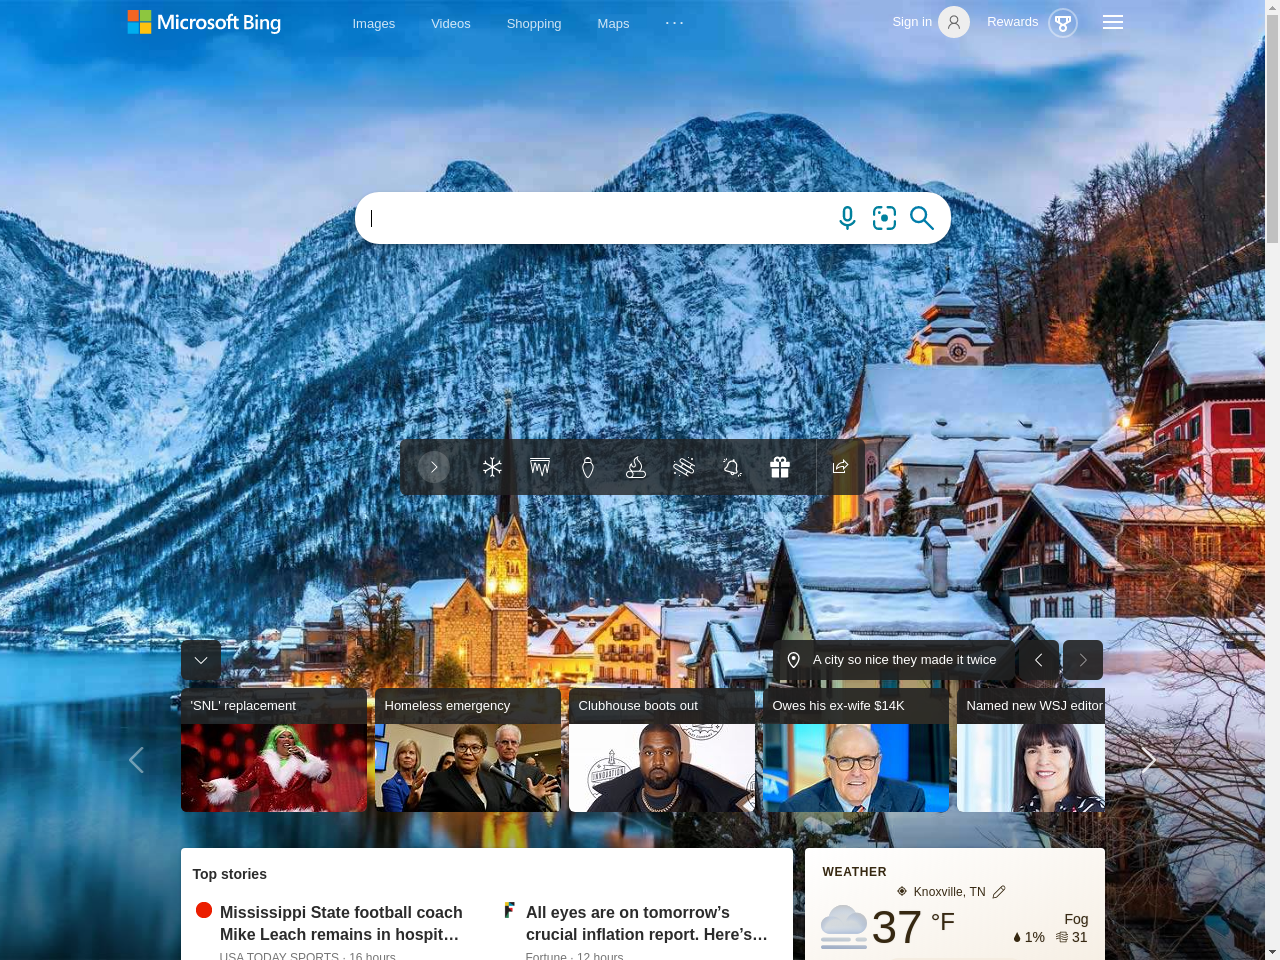 Microsoft Bing
Images
Videos
Shopping
Maps
...
Sign in
Rewards
A city so nice they made it twice
'SNL' replacement
Homeless emergency
Clubhouse boots out
Owes his ex-wife $14K
Named new WSJ editor
Top stories
Mississippi State football coach
Mike Leach remains in hospit…
USA TODAY SPORTS · 16 hours
All eyes are on tomorrow’s
crucial inflation report. Here’s…
Fortune · 12 hours
WEATHER
Knoxville, TN
37 °F
Fog
1%
31